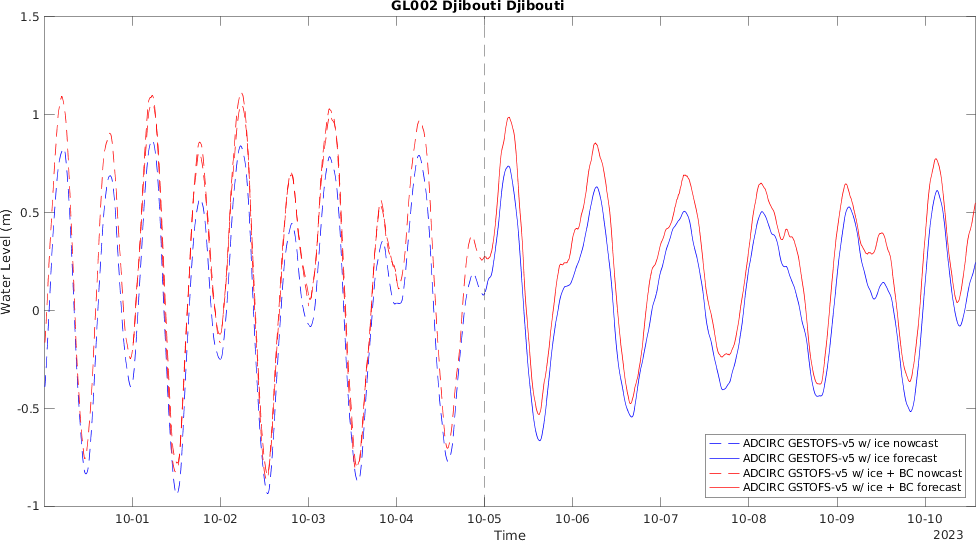 GL002 Djibouti Djibouti
Water Level (m)
1.5
1
0.5
0
-0.5
-1
ADCIRC GESTOFS-v5 w/ ice nowcast
ADCIRC GESTOFS-v5 w/ ice forecast
ADCIRC GSTOFS-v5 w/ ice + BC nowcast
ADCIRC GSTOFS-v5 w/ ice + BC forecast
10-01 10-02 10-03 10-04 10-05 10-06 10-07 10-08 10-09 10-10
Time
2023